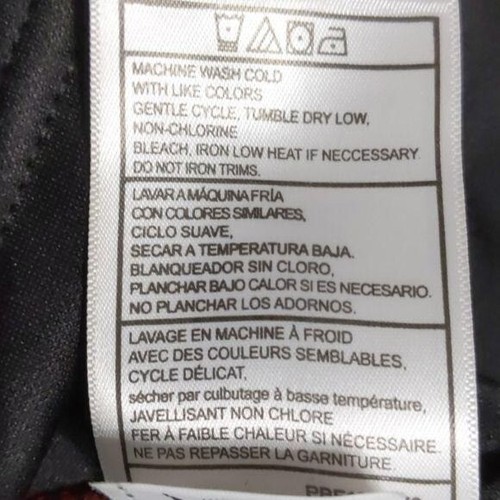 MACHINE WASH COLD
WITH LIKE COLORS
GENTLE CYCLE, TUMBLE DRY LOW,
NON-CHLORINE
BLEACH, IRON LOW HEAT IF NECCESSARY
DO NOT IRON TRIMS.
LAVAR A MÁQUINA FRÍA
CON COLORES SIMILARES,
CICLO SUAVE,
SECAR A TEMPERATURA BAJA.
BLANQUEADOR SIN CLORO,
PLANCHAR BAJO CALOR SI ES NECESARIO.
NO PLANCHAR LOS ADORNOS.
LAVAGE EN MACHINE À FROID
AVEC DES COULEURS SEMBLABLES,
CYCLE DÉLICAT,
sécher par culbutage à basse température,
JAVELLISANT NON CHLORE
FER À FAIBLE CHALEUR SI NÉCESSAIRE.
NE PAS REPASSER LA GARNITURE.